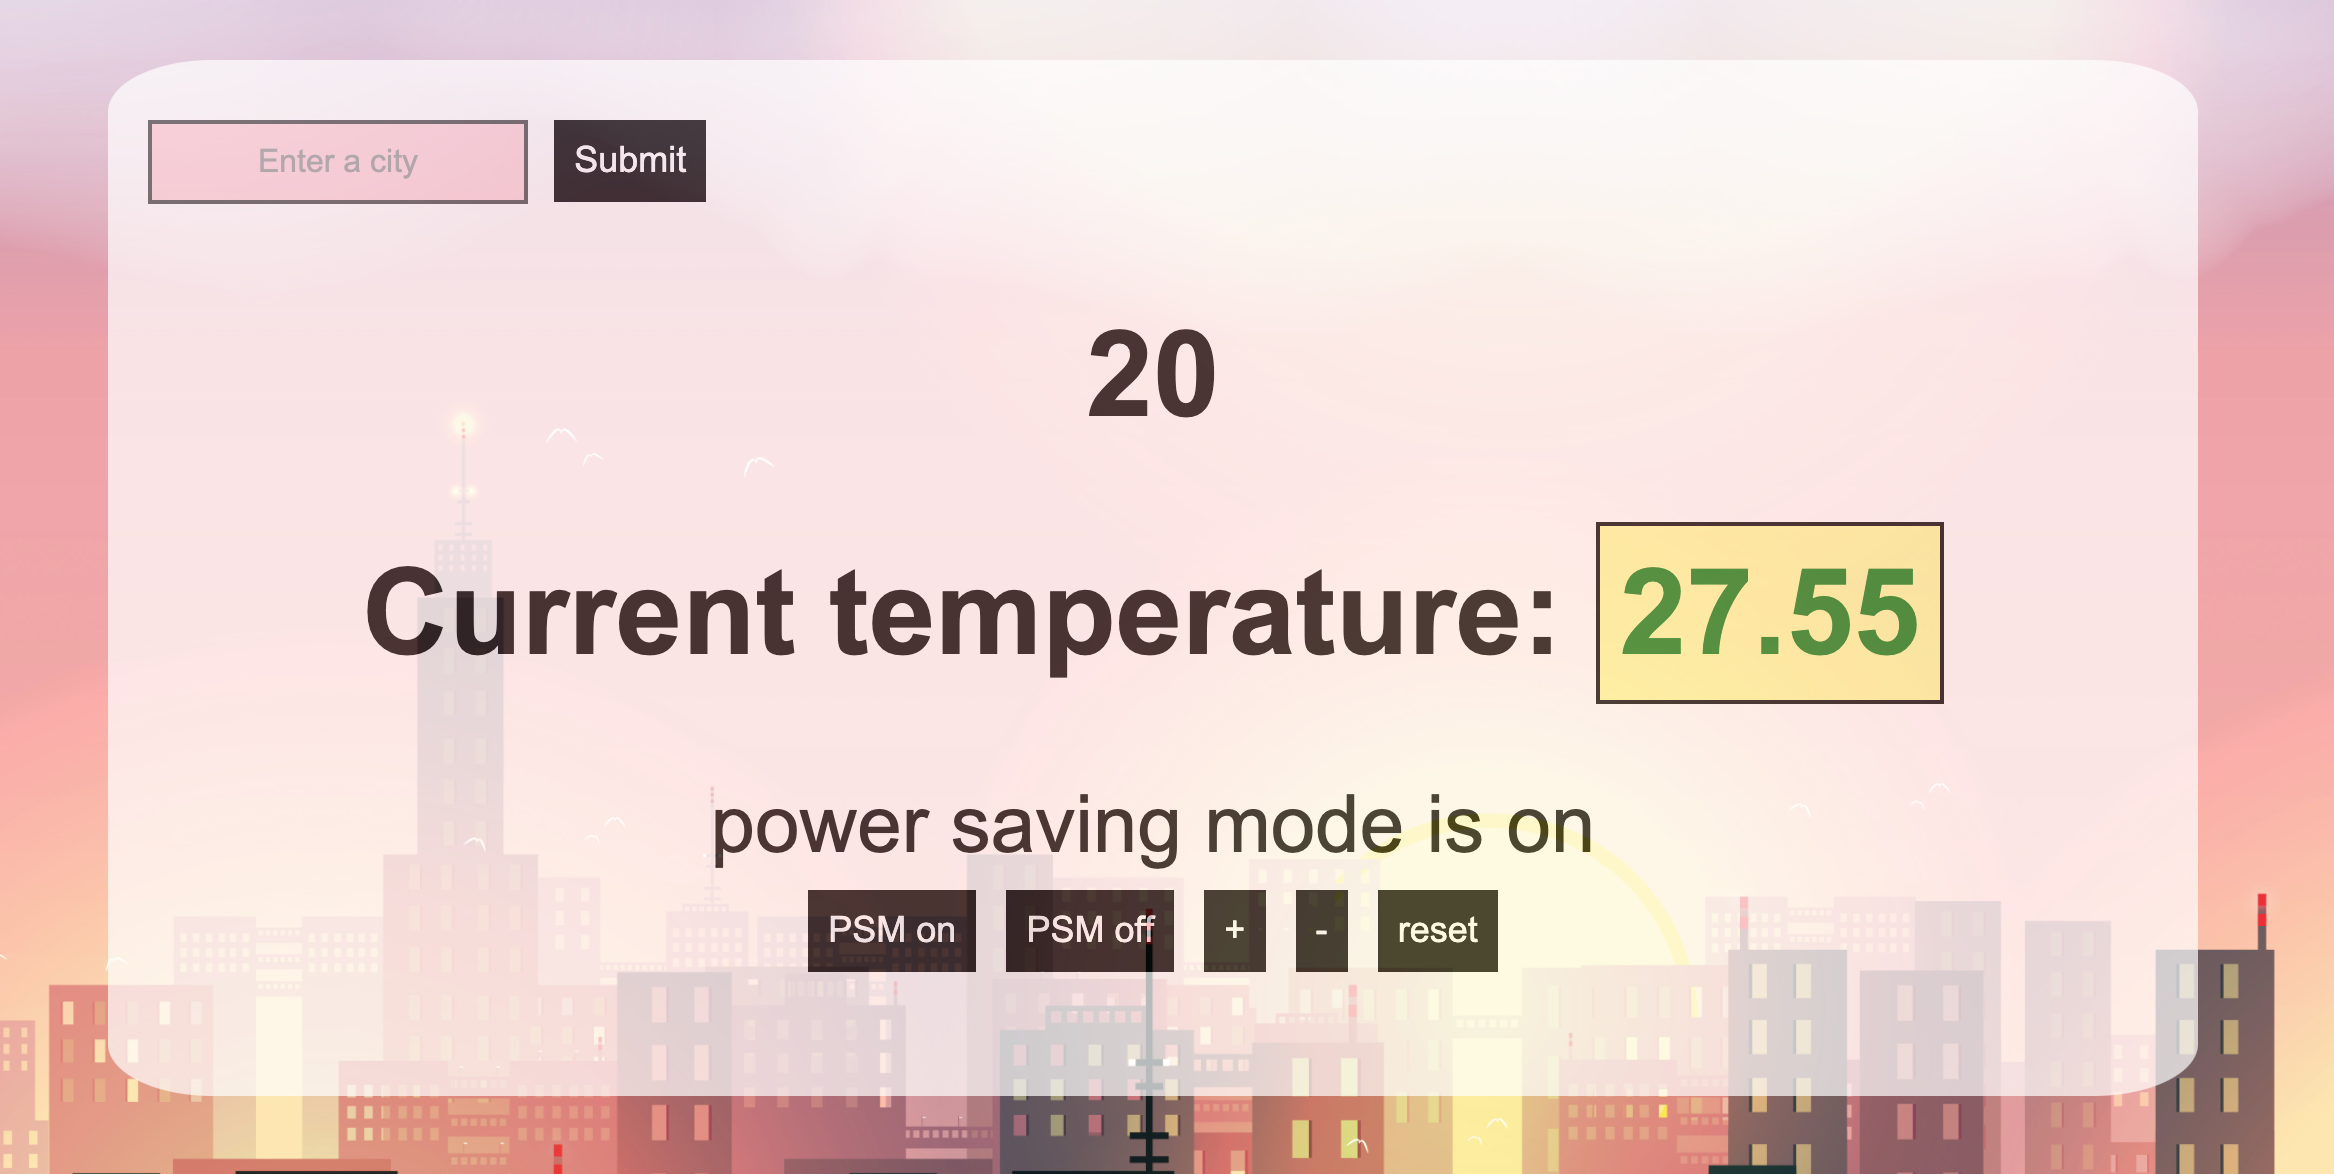 Enter a city Submit
20
Current temperature: 27.55
power saving mode is on
PSM on PSM off + - reset